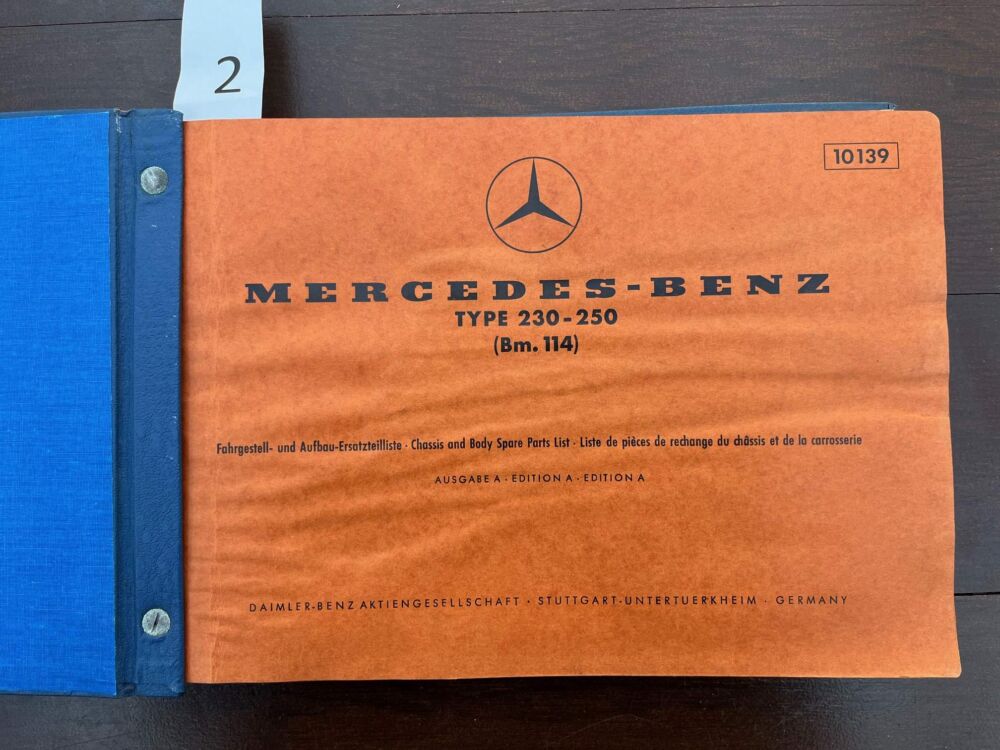 2
10139
MERCEDES-BENZ
TYPE 230-250
(Bm. 114)
Fahrgestell- und Aufbau-Ersatzteilliste · Chassis and Body Spare Parts List · Liste de pièces de rechange du châssis et de la carrosserie
AUSGABE A · EDITION A · EDITION A
DAIMLER-BENZ AKTIENGESELLSCHAFT · STUTTGART-UNTERTUERKHEIM · GERMANY